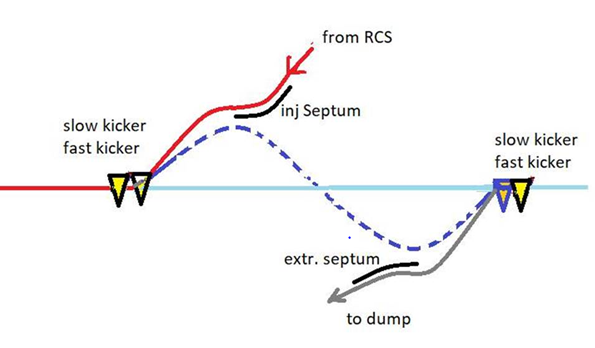 from RCS
inj Septum
slow kicker
fast kicker
slow kicker
fast kicker
extr. septum
to dump